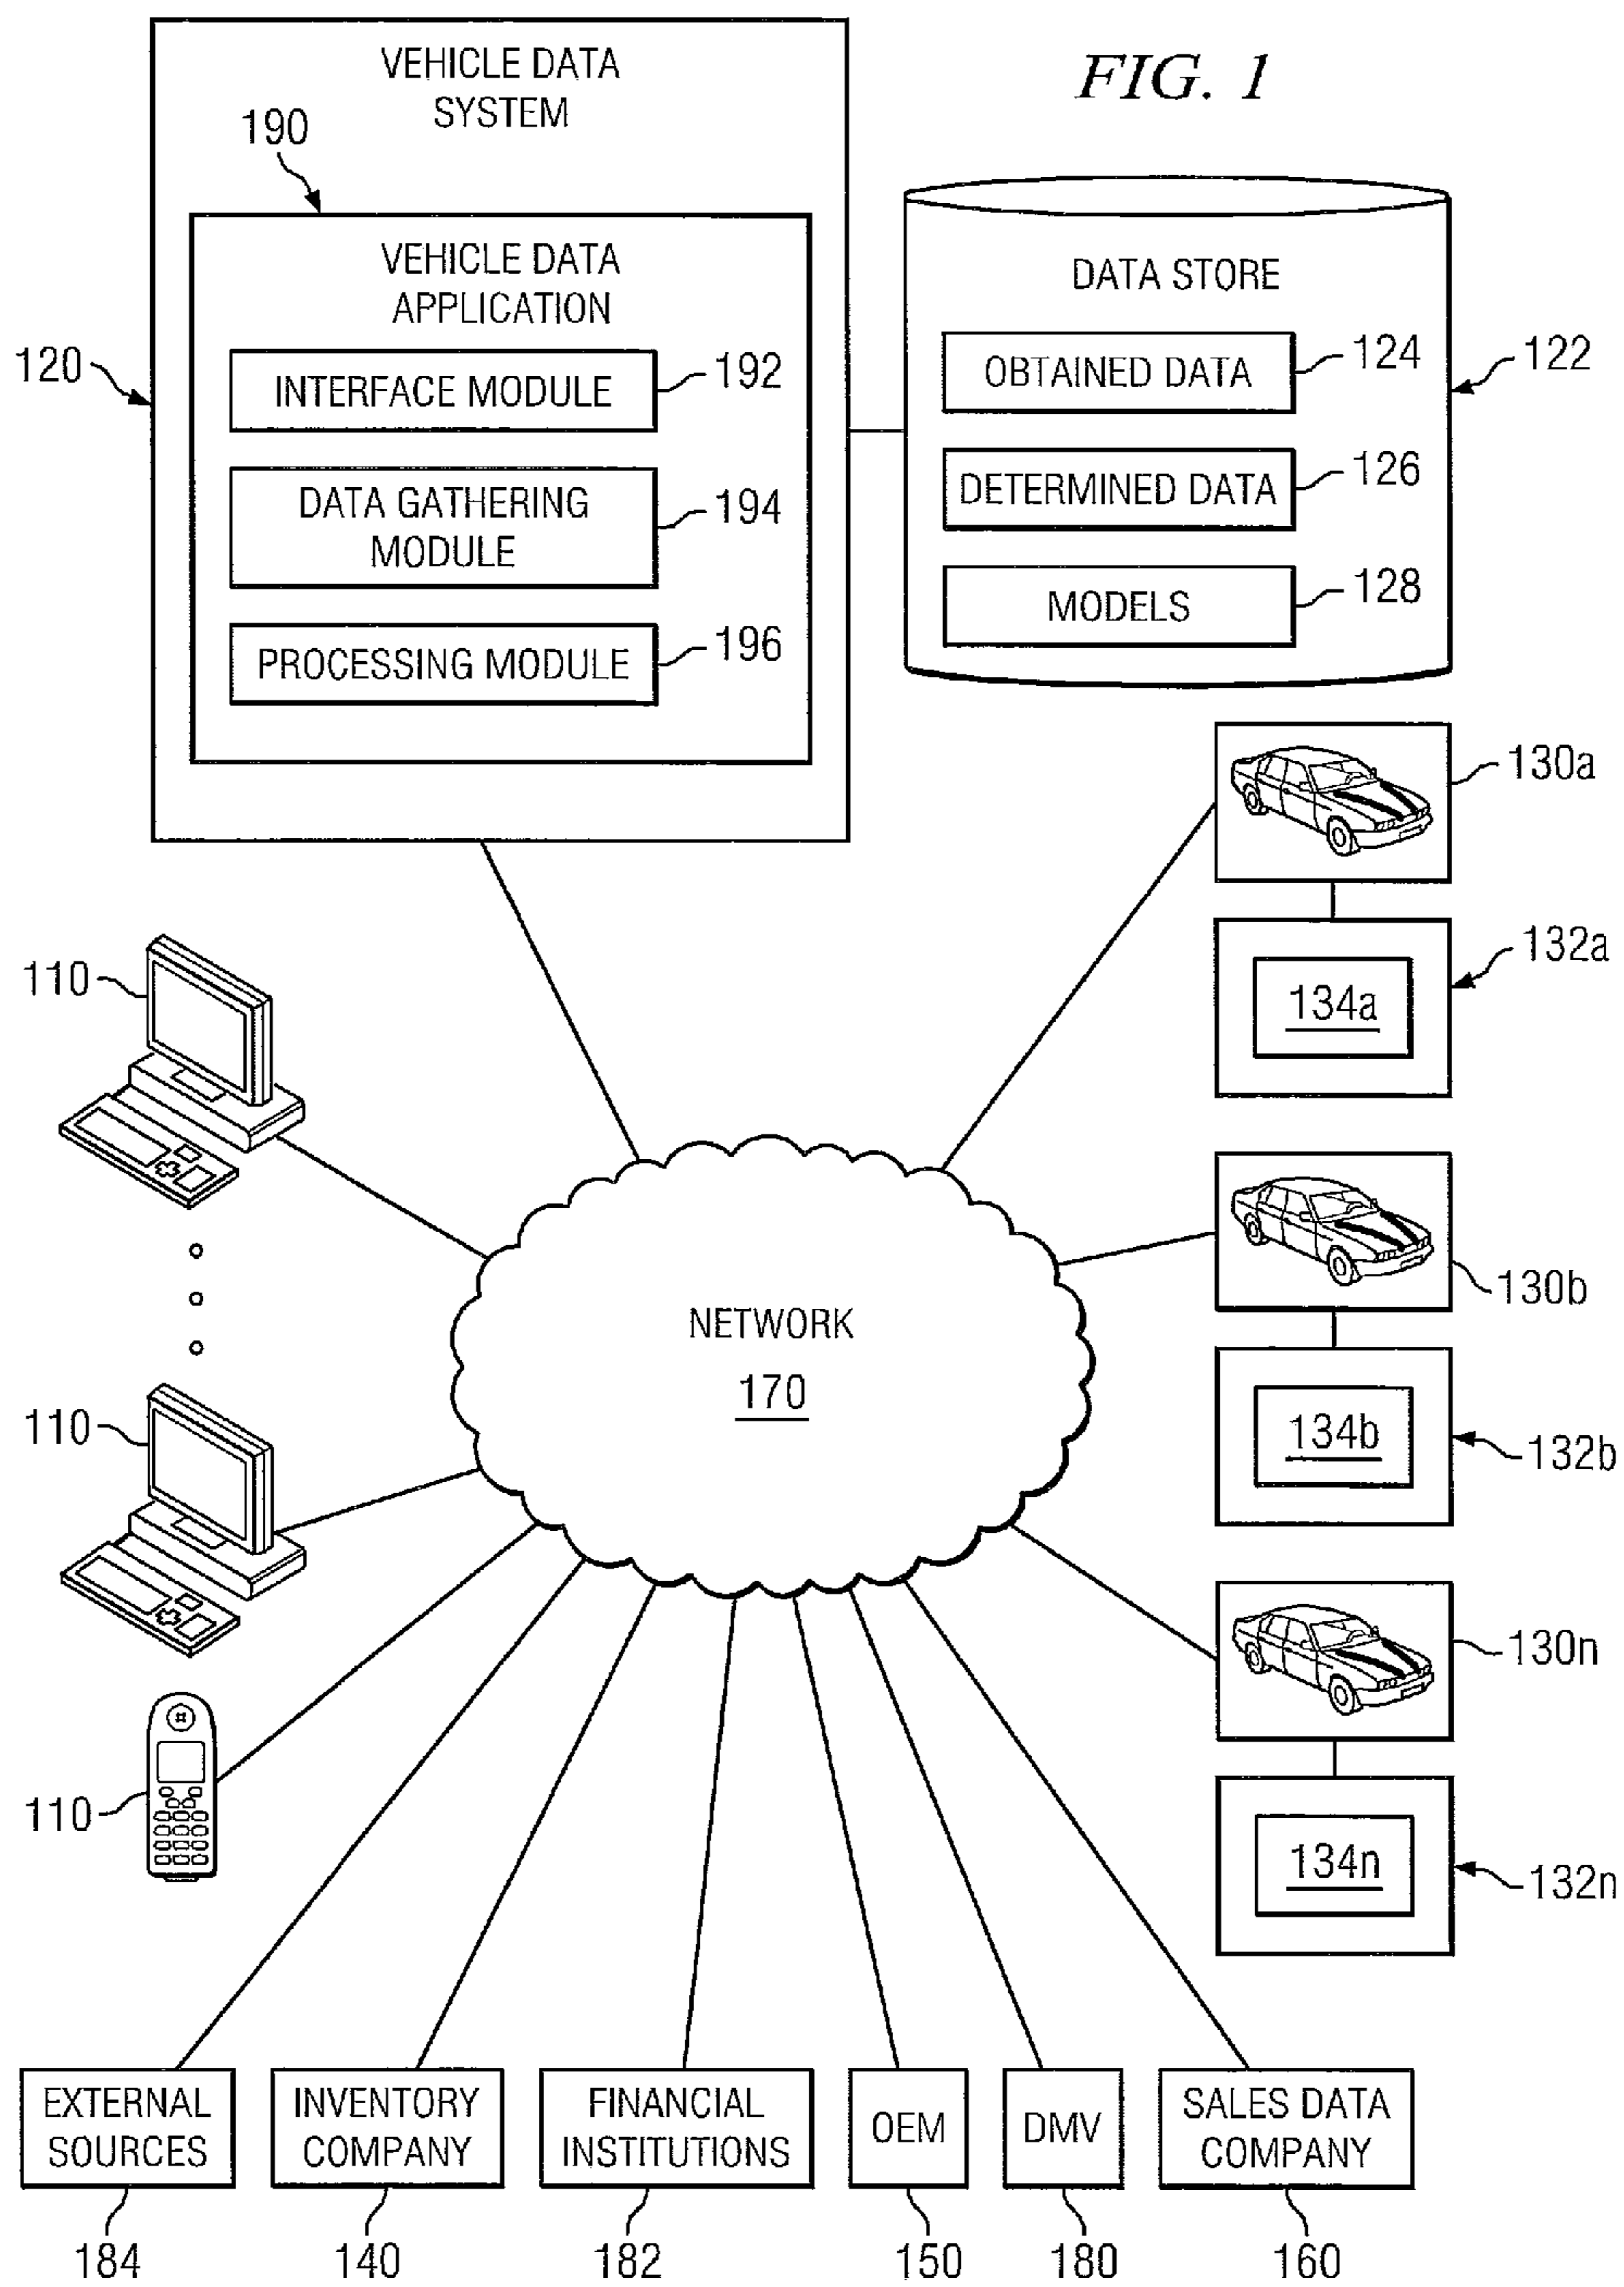 FIG. 1
VEHICLE DATA
SYSTEM
190
VEHICLE DATA
APPLICATION
120
INTERFACE MODULE
192
DATA GATHERING
MODULE
194
PROCESSING MODULE
196
DATA STORE
OBTAINED DATA
124
122
DETERMINED DATA
126
MODELS
128
130a
132a
134a
110
130b
134b
132b
NETWORK
170
110
130n
134n
132n
110
EXTERNAL
SOURCES
184
INVENTORY
COMPANY
140
FINANCIAL
INSTITUTIONS
182
OEM
150
DMV
180
SALES DATA
COMPANY
160